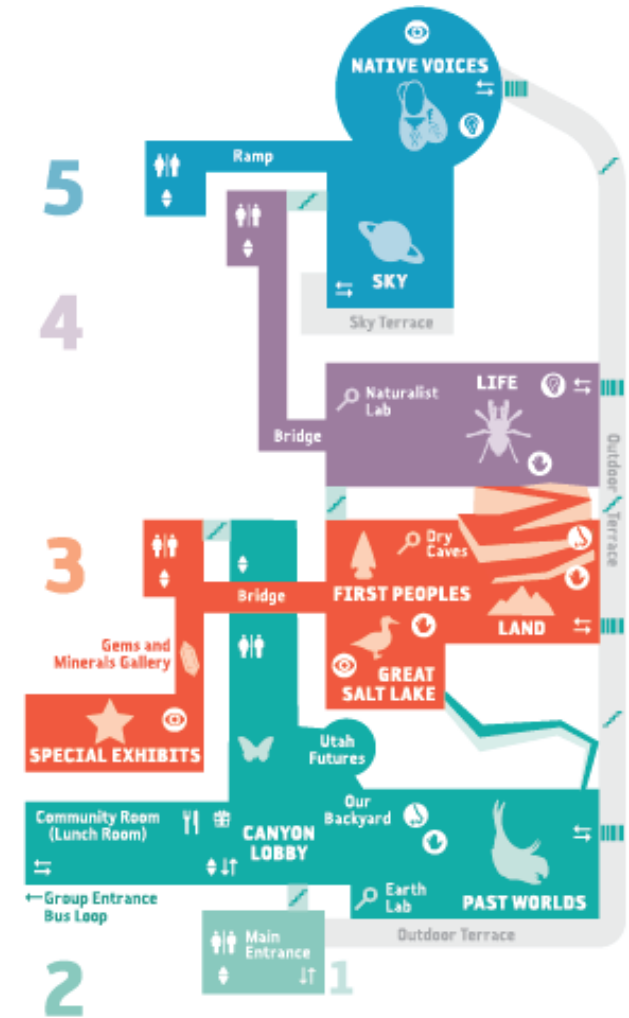 NATIVE VOICES
5
Ramp
SKY
Sky Terrace
4
LIFE
Naturalist
Lab
Bridge
Outdoor Terrace
3
Dry
Caves
FIRST PEOPLES
Bridge
LAND
Gems and
Minerals Gallery
GREAT
SALT LAKE
SPECIAL EXHIBITS
Utah
Futures
Community Room
(Lunch Room)
Our
Backyard
CANYON
LOBBY
←Group Entrance
Bus Loop
Earth
Lab
PAST WORLDS
Main
Entrance
Outdoor Terrace
2
1